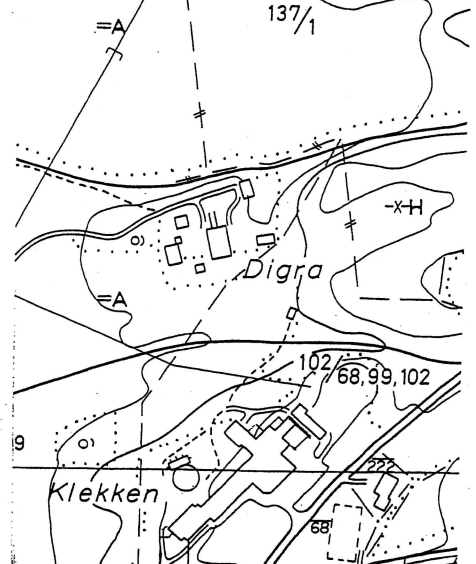 137/1
=A
-x-H
Digra
=A
102/68,99,102
9
222
Klekken
68